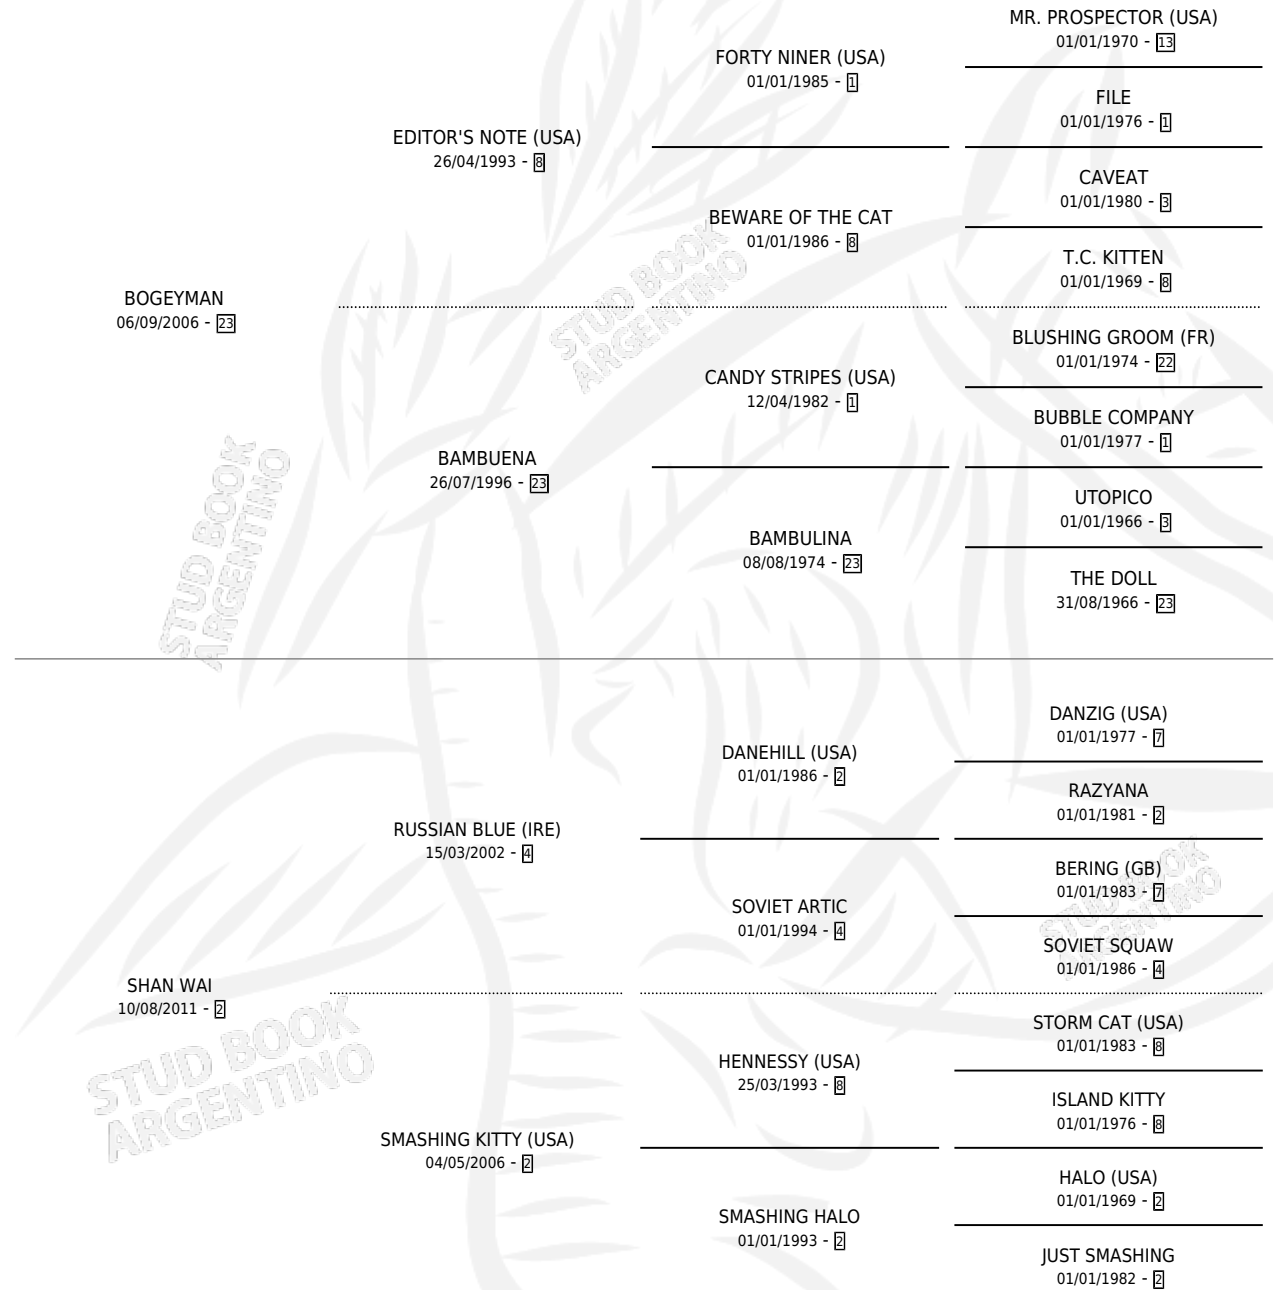 MR. PROSPECTOR (USA)
01/01/1970 - 13
FORTY NINER (USA)
01/01/1985 - 1
FILE
01/01/1976 - 1
EDITOR'S NOTE (USA)
26/04/1993 - 8
CAVEAT
01/01/1980 - 3
BEWARE OF THE CAT
01/01/1986 - 8
T.C. KITTEN
01/01/1969 - 8
BOGEYMAN
06/09/2006 - 23
BLUSHING GROOM (FR)
01/01/1974 - 22
CANDY STRIPES (USA)
12/04/1982 - 1
BUBBLE COMPANY
01/01/1977 - 1
BAMBUENA
26/07/1996 - 23
UTOPICO
01/01/1966 - 3
BAMBULINA
08/08/1974 - 23
THE DOLL
31/08/1966 - 23
STUD BOOK
ARGENTINO
STUD BOOK
ARGENTINO
DANZIG (USA)
01/01/1977 - 7
DANEHILL (USA)
01/01/1986 - 2
RAZYANA
01/01/1981 - 2
RUSSIAN BLUE (IRE)
15/03/2002 - 4
BERING (GB)
01/01/1983 - 7
SOVIET ARTIC
01/01/1994 - 4
SOVIET SQUAW
01/01/1986 - 4
STUD BOOK
ARGENTINO
SHAN WAI
10/08/2011 - 2
STORM CAT (USA)
01/01/1983 - 8
HENNESSY (USA)
25/03/1993 - 8
ISLAND KITTY
01/01/1976 - 8
SMASHING KITTY (USA)
04/05/2006 - 2
HALO (USA)
01/01/1969 - 2
SMASHING HALO
01/01/1993 - 2
JUST SMASHING
01/01/1982 - 2
STUD BOOK
ARGENTINO